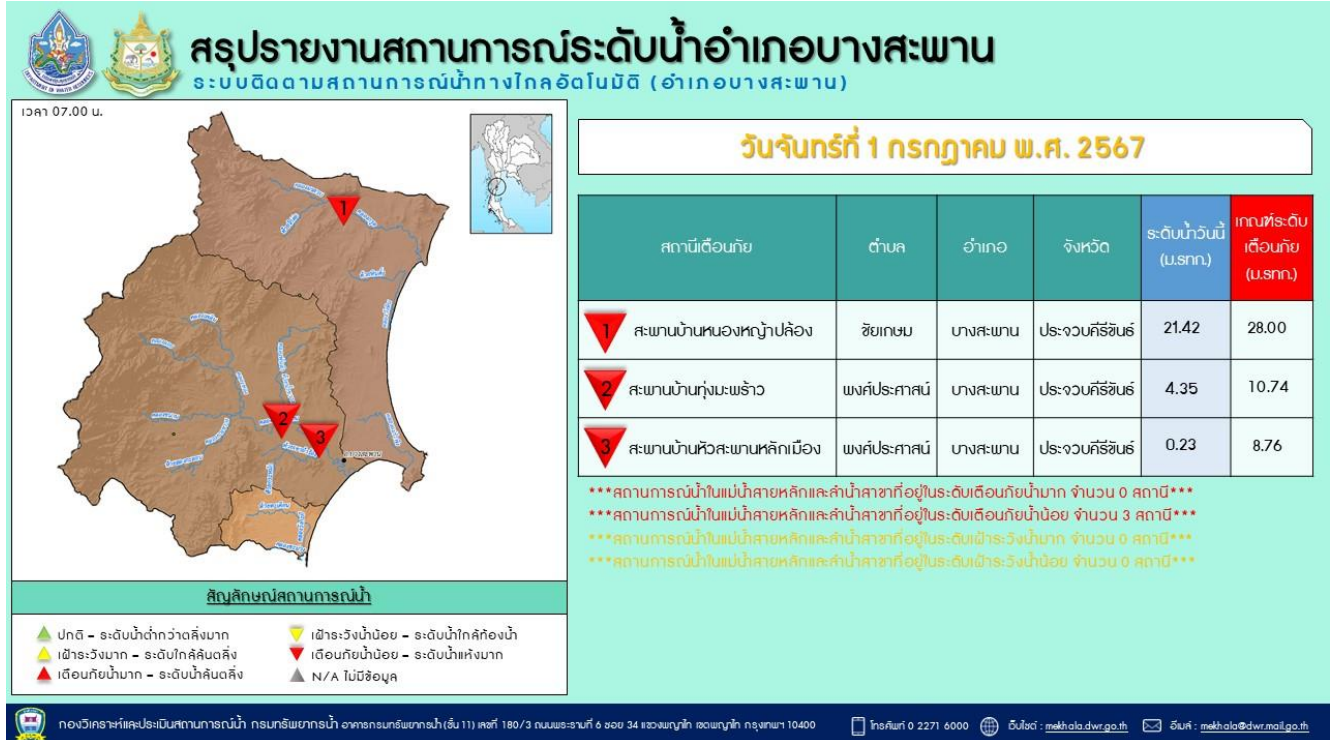 สรุปรายงานสถานการณ์ระดับน้ำอำเภอบางสะพาน
ระบบติดตามสถานการณ์น้ำทางไกลอัตโนมัติ (อำเภอบางสะพาน)
เวลา 07.00 น.
1
2
3
วันจันทร์ที่ 1 กรกฎาคม พ.ศ. 2567
สถานีเตือนภัย ตำบล อำเภอ จังหวัด ระดับน้ำวันนี้ (ม.รทก.) เกณฑ์ระดับเตือนภัย (ม.รทก.)
1 สะพานบ้านหนองหญ้าปล้อง ชัยเกษม บางสะพาน ประจวบคีรีขันธ์ 21.42 28.00
2 สะพานบ้านทุ่งมะพร้าว พงศ์ประศาสน์ บางสะพาน ประจวบคีรีขันธ์ 4.35 10.74
3 สะพานบ้านหัวสะพานหลักเมือง พงศ์ประศาสน์ บางสะพาน ประจวบคีรีขันธ์ 0.23 8.76
***สถานการณ์น้ำในแม่น้ำสายหลักและลำน้ำสาขาที่อยู่ในระดับเตือนภัยน้ำมาก จำนวน 0 สถานี***
***สถานการณ์น้ำในแม่น้ำสายหลักและลำน้ำสาขาที่อยู่ในระดับเตือนภัยน้ำน้อย จำนวน 3 สถานี***
***สถานการณ์น้ำในแม่น้ำสายหลักและลำน้ำสาขาที่อยู่ในระดับเฝ้าระวังน้ำมาก จำนวน 0 สถานี***
***สถานการณ์น้ำในแม่น้ำสายหลักและลำน้ำสาขาที่อยู่ในระดับเฝ้าระวังน้ำน้อย จำนวน 0 สถานี***
สัญลักษณ์สถานการณ์น้ำ
ปกติ - ระดับน้ำต่ำกว่าตลิ่งมาก
เฝ้าระวังมาก - ระดับใกล้ล้นตลิ่ง
เตือนภัยน้ำมาก - ระดับน้ำล้นตลิ่ง
เฝ้าระวังน้ำน้อย - ระดับน้ำใกล้ท้องน้ำ
เตือนภัยน้ำน้อย - ระดับน้ำแห้งมาก
N/A ไม่มีข้อมูล
กองวิเคราะห์และประเมินสถานการณ์น้ำ กรมทรัพยากรน้ำ อาคารกรมทรัพยากรน้ำ (ชั้น 11) เลขที่ 180/3 ถนนพระรามที่ 6 ซอย 34 แขวงพญาไท เขตพญาไท กรุงเทพฯ 10400 โทรศัพท์ 0 2271 6000 เว็บไซต์ : mekhala.dwr.go.th อีเมล์ : mekhala@dwr.mail.go.th